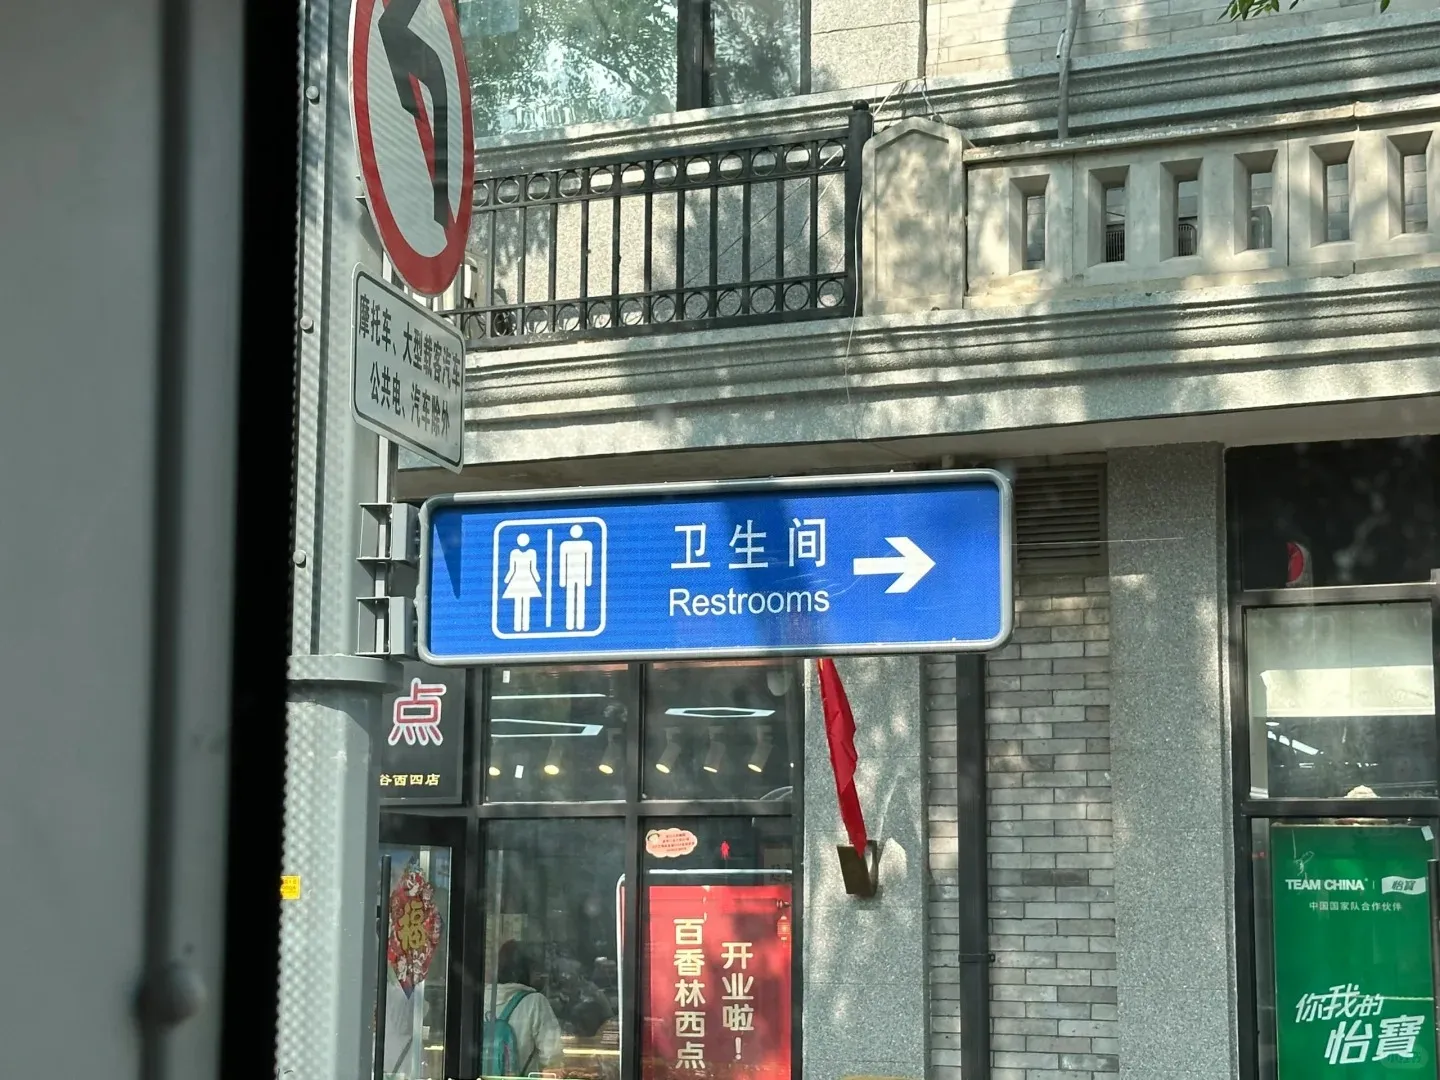 摩托车、大型载客汽车
公共电、汽车除外
卫生间
Restrooms
点
谷西四店
福
百香林西点
开业啦！
TEAM CHINA
怡寶
中国国家队合作伙伴
你我的
怡寶